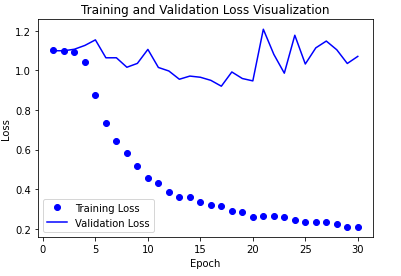 Training and Validation Loss Visualization
1.2
1.0
0.8
0.6
0.4
0.2
Loss
Training Loss
Validation Loss
0 5 10 15 20 25 30
Epoch